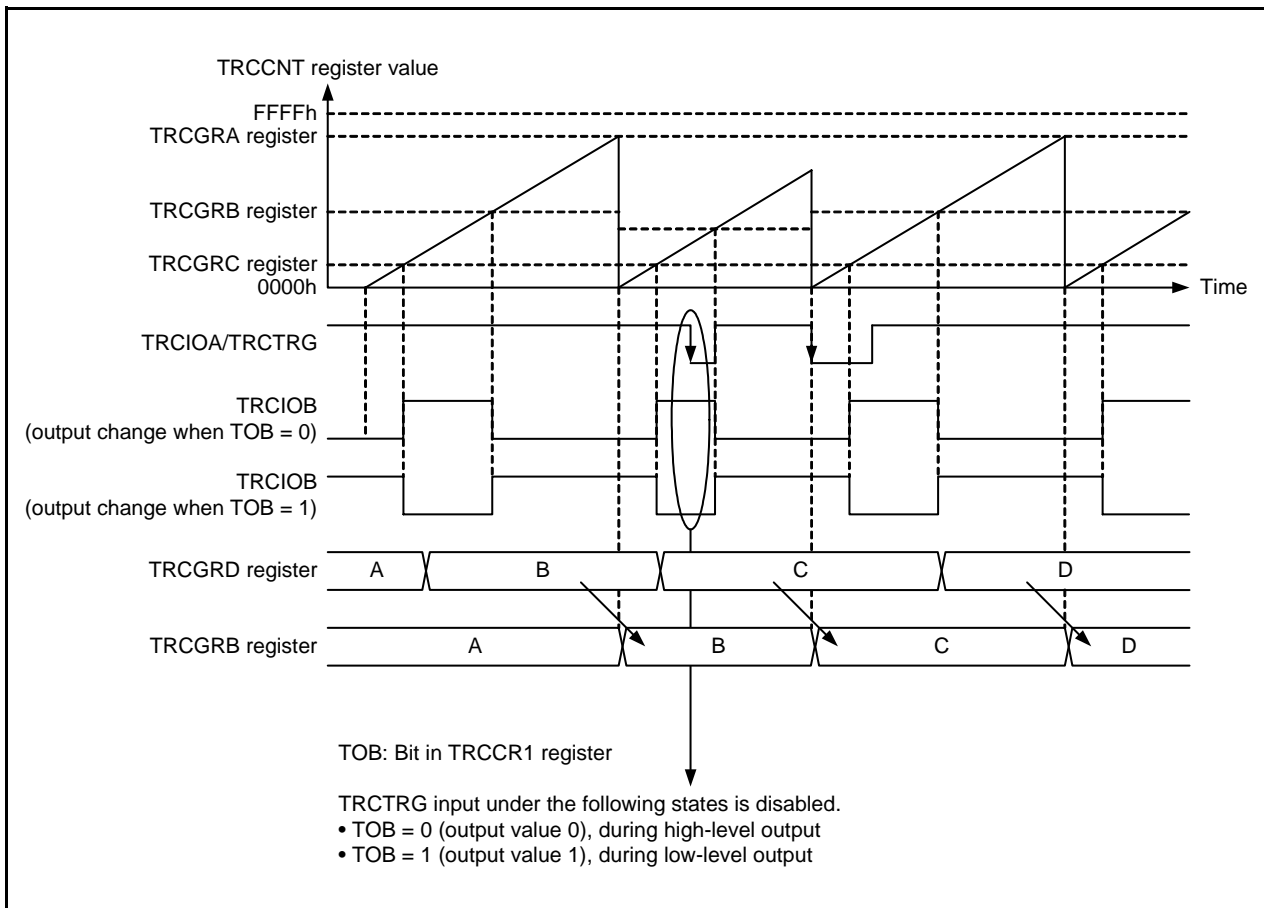 TRCCNT register value
FFFFh
TRCGRA register
TRCGRB register
TRCGRC register
0000h
Time
TRCIOA/TRCTRG
TRCIOB
(output change when TOB = 0)
TRCIOB
(output change when TOB = 1)
TRCGRD register
A B C D
TRCGRB register
A B C D
TOB: Bit in TRCCR1 register
TRCTRG input under the following states is disabled.
• TOB = 0 (output value 0), during high-level output
• TOB = 1 (output value 1), during low-level output